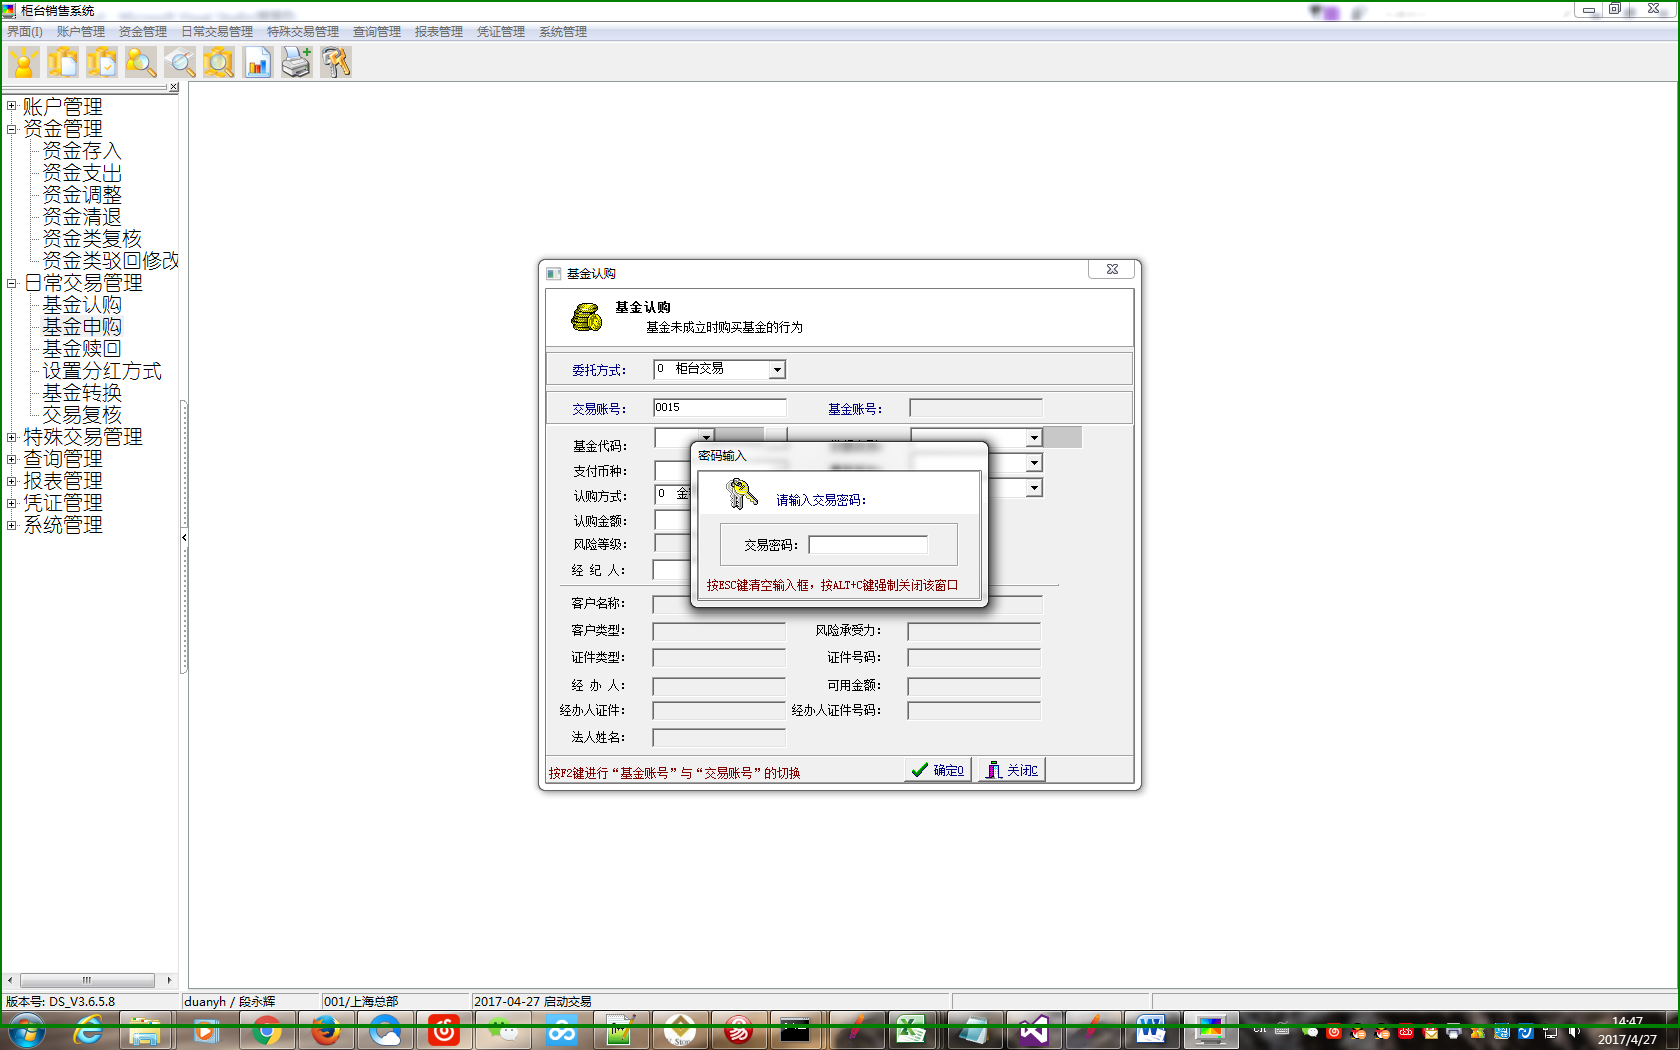 柜台销售系统
界面(I) 账户管理 资金管理 日常交易管理 特殊交易管理 查询管理 报表管理 凭证管理 系统管理
账户管理
资金管理
资金存入
资金支出
资金调整
资金清退
资金类复核
资金类驳回修改
日常交易管理
基金认购
基金申购
基金赎回
设置分红方式
基金转换
交易复核
特殊交易管理
查询管理
报表管理
凭证管理
系统管理
基金认购
基金认购
基金未成立时购买基金的行为
委托方式： 0 柜台交易
交易账号： 0015 基金账号：
基金代码：
支付币种：
认购方式： 0
认购金额：
风险等级：
经 纪 人：
密码输入
请输入交易密码：
交易密码：
按ESC键清空输入框，按ALT+C键强制关闭该窗口
客户名称：
客户类型： 风险承受力：
证件类型： 证件号码：
经 办 人： 可用金额：
经办人证件： 经办人证件号码：
法人姓名：
按F2键进行“基金账号”与“交易账号”的切换 确定O 关闭C
版本号: DS_V3.6.5.8 duanyh / 段永辉 001/上海总部 2017-04-27 启动交易
14:47
2017/4/27